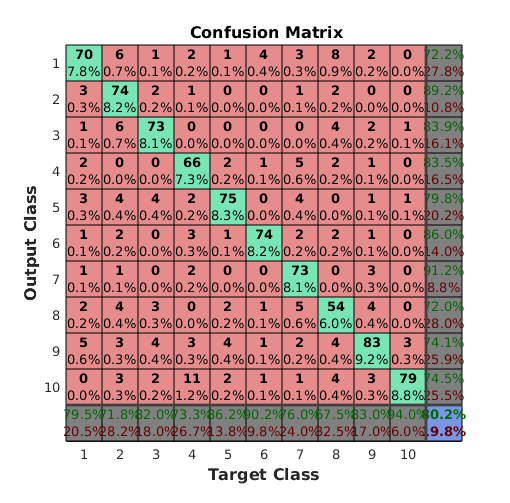 Confusion Matrix
1 70 6 1 2 1 4 3 8 2 0 72.2%
7.8% 0.7% 0.1% 0.2% 0.1% 0.4% 0.3% 0.9% 0.2% 0.0% 27.8%
2 3 74 2 1 0 0 1 2 0 0 89.2%
0.3% 8.2% 0.2% 0.1% 0.0% 0.0% 0.1% 0.2% 0.0% 0.0% 10.8%
3 1 6 73 0 0 0 0 4 2 1 83.9%
0.1% 0.7% 8.1% 0.0% 0.0% 0.0% 0.0% 0.4% 0.2% 0.1% 16.1%
4 2 0 0 66 2 1 5 2 1 0 83.5%
0.2% 0.0% 0.0% 7.3% 0.2% 0.1% 0.6% 0.2% 0.1% 0.0% 16.5%
5 3 4 4 2 75 0 4 0 1 1 79.8%
0.3% 0.4% 0.4% 0.2% 8.3% 0.0% 0.4% 0.0% 0.1% 0.1% 20.2%
6 1 2 0 3 1 74 2 2 1 0 86.0%
0.1% 0.2% 0.0% 0.3% 0.1% 8.2% 0.2% 0.2% 0.1% 0.0% 14.0%
7 1 1 0 2 0 0 73 0 3 0 91.2%
0.1% 0.1% 0.0% 0.2% 0.0% 0.0% 8.1% 0.0% 0.3% 0.0% 8.8%
8 2 4 3 0 2 1 5 54 4 0 72.0%
0.2% 0.4% 0.3% 0.0% 0.2% 0.1% 0.6% 6.0% 0.4% 0.0% 28.0%
9 5 3 4 3 4 1 2 4 83 3 74.1%
0.6% 0.3% 0.4% 0.3% 0.4% 0.1% 0.2% 0.4% 9.2% 0.3% 25.9%
10 0 3 2 11 2 1 1 4 3 79 74.5%
0.0% 0.3% 0.2% 1.2% 0.2% 0.1% 0.1% 0.4% 0.3% 8.8% 25.5%
79.5% 71.8% 82.0% 73.3% 86.2% 90.2% 76.0% 67.5% 83.0% 94.0% 80.2%
20.5% 28.2% 18.0% 26.7% 13.8% 9.8% 24.0% 32.5% 17.0% 6.0% 19.8%
1 2 3 4 5 6 7 8 9 10
Target Class
Output Class